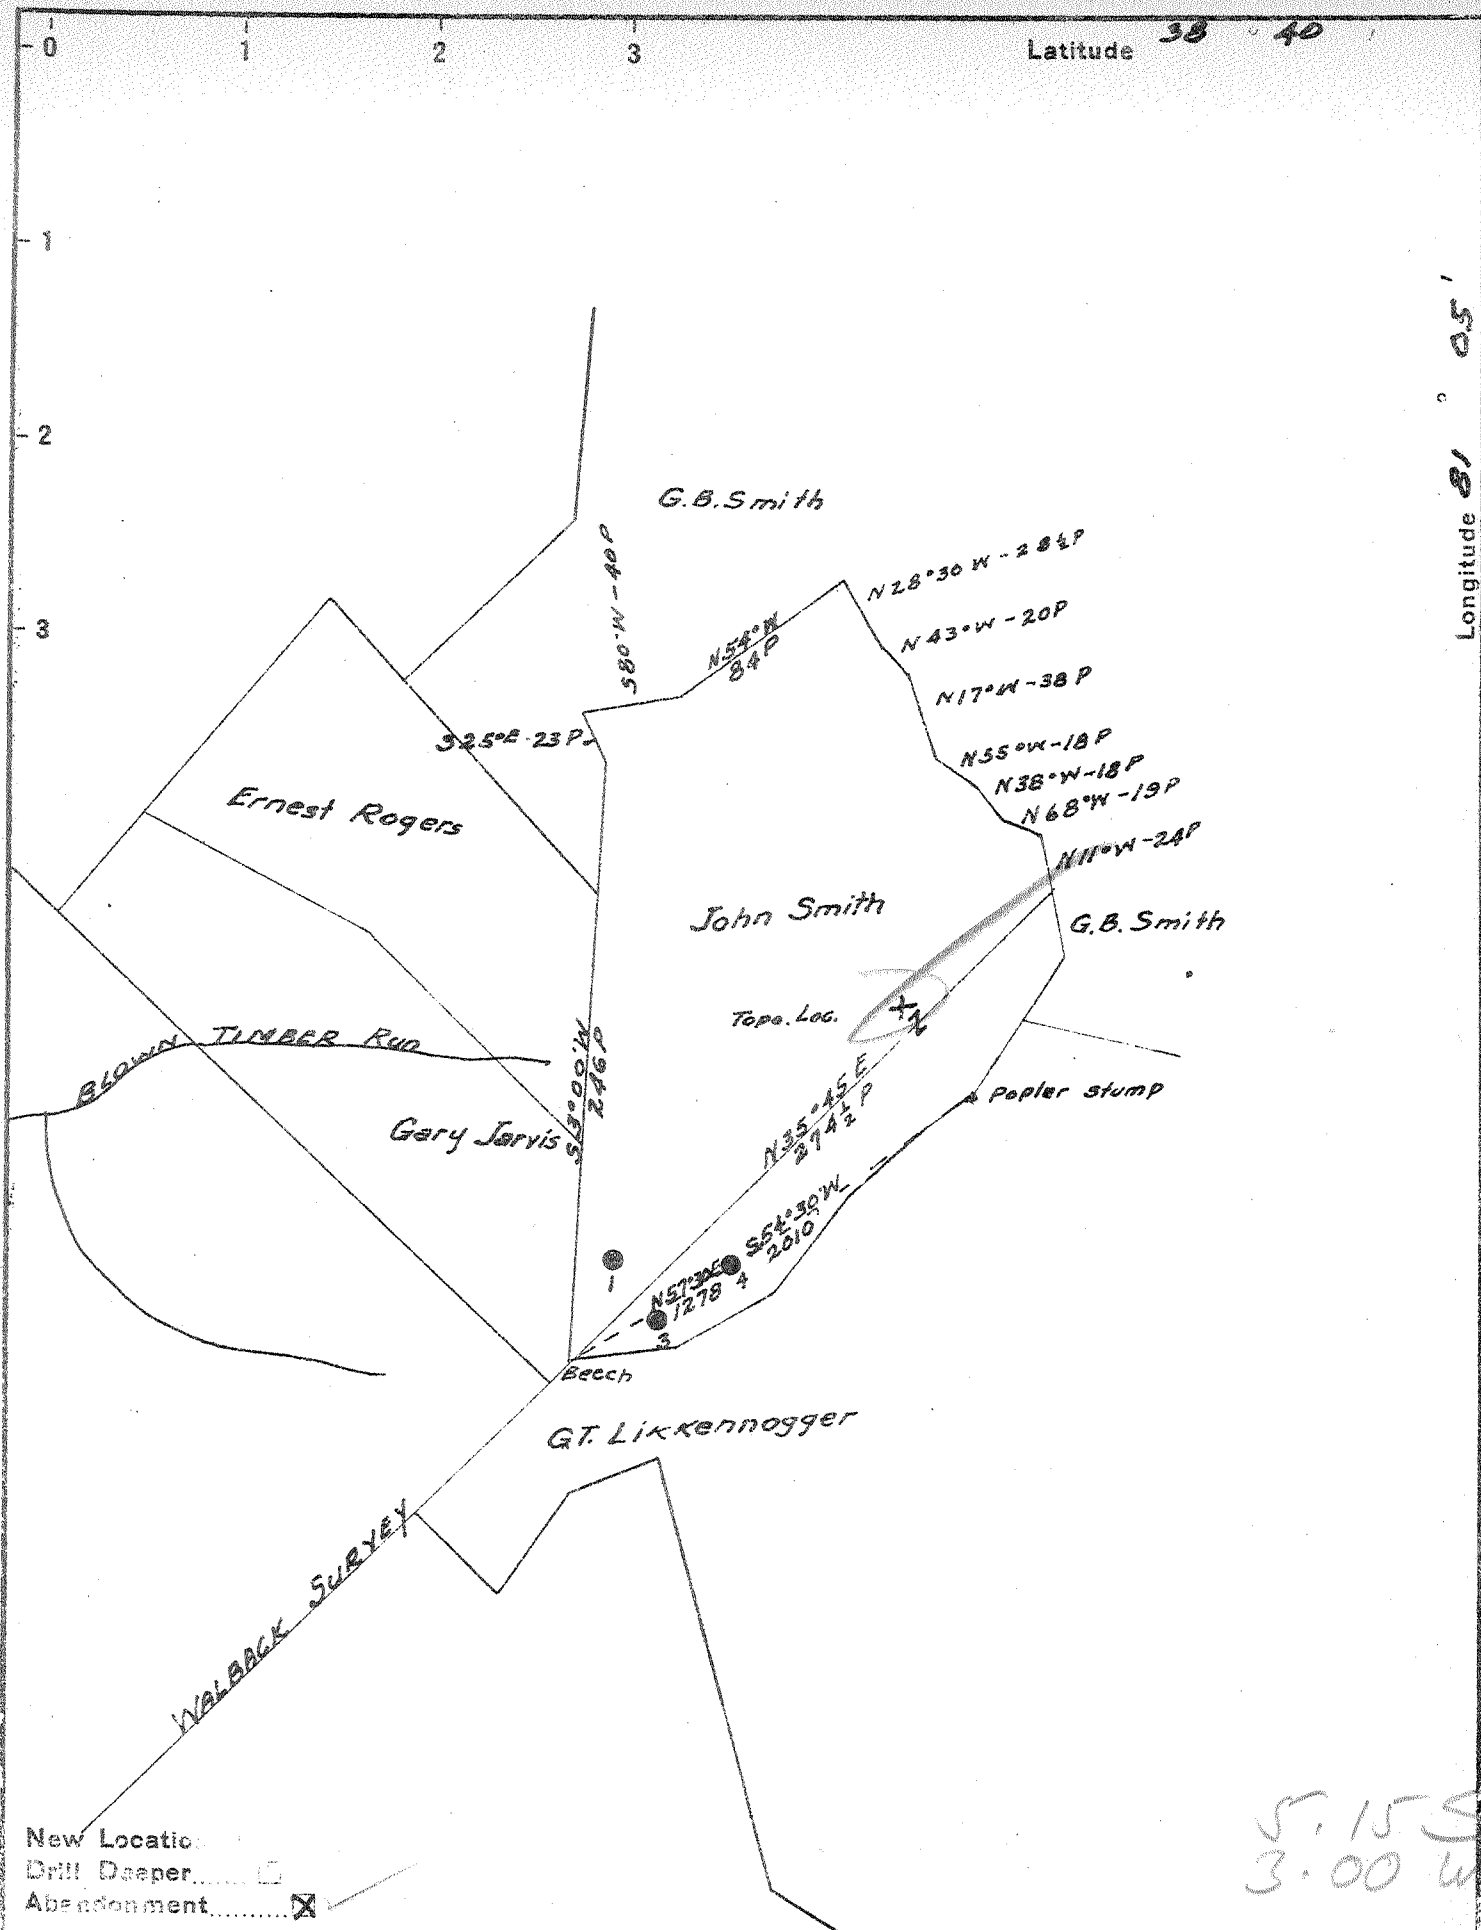 0 1 2 3
Latitude 38 ° 40 '
1
2
3
Longitude 81 ° 05 '
G.B. Smith
S80°W-40P
N28°30W-28½P
N54°W
84P
N43°W-20P
N17°W-38P
S25°E-23P
N55°W-18P
N38°W-18P
N68°W-19P
N11°W-24P
Ernest Rogers
John Smith
G.B. Smith
Topo. Loc.
2
BLOWN TIMBER Run
S3°00'W
246P
N35°45E
274½P
Popler Stump
Gary Jarvis
S54°30'W
2010'
N57°30E
1278
1
4
3
Beech
GT. Likkennogger
WALBACK SURVEY
5.15 S
3.00 W
New Locatio
Drill Deeper
Abandonment X